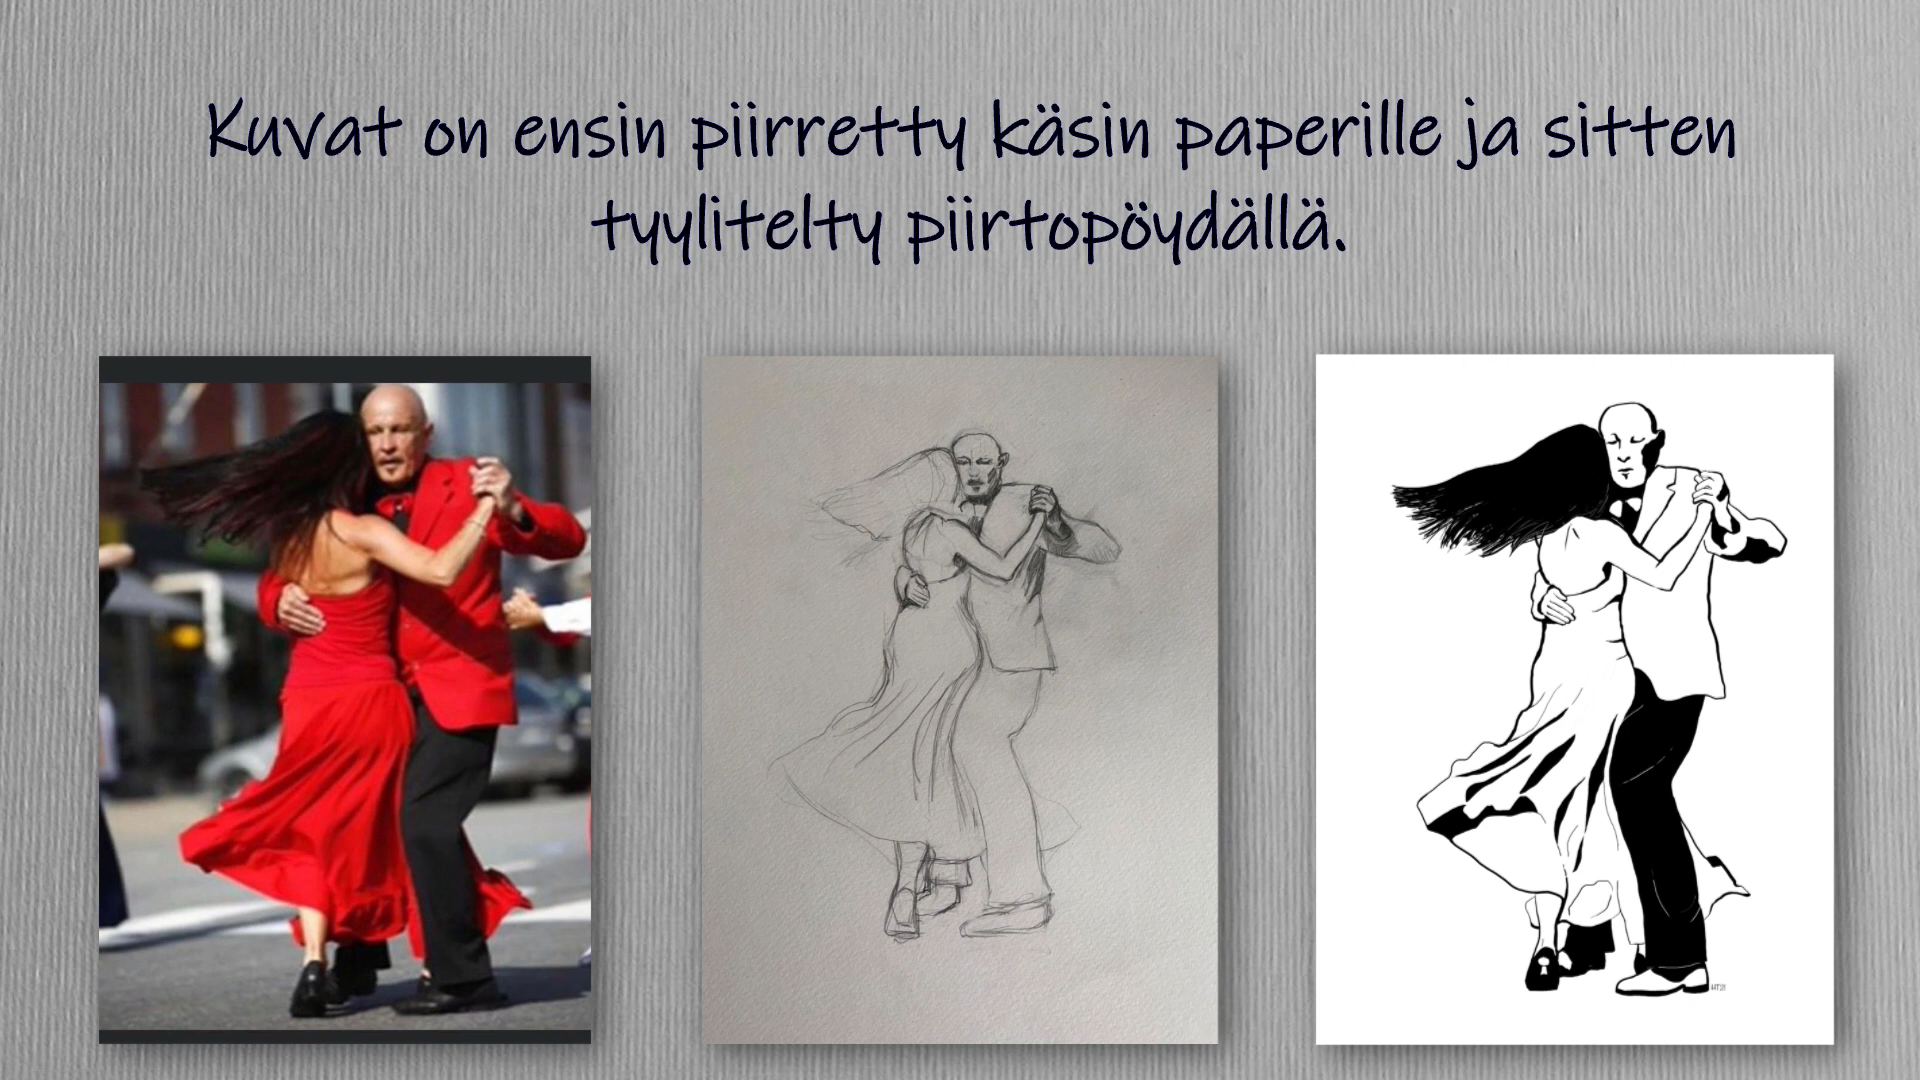 Kuvat on ensin piirretty käsin paperille ja sitten
tyylitelty piirtopöydällä.